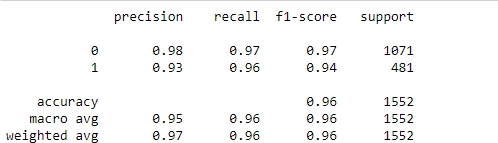 precision recall f1-score support
0 0.98 0.97 0.97 1071
1 0.93 0.96 0.94 481
accuracy 0.96 1552
macro avg 0.95 0.96 0.96 1552
weighted avg 0.97 0.96 0.96 1552